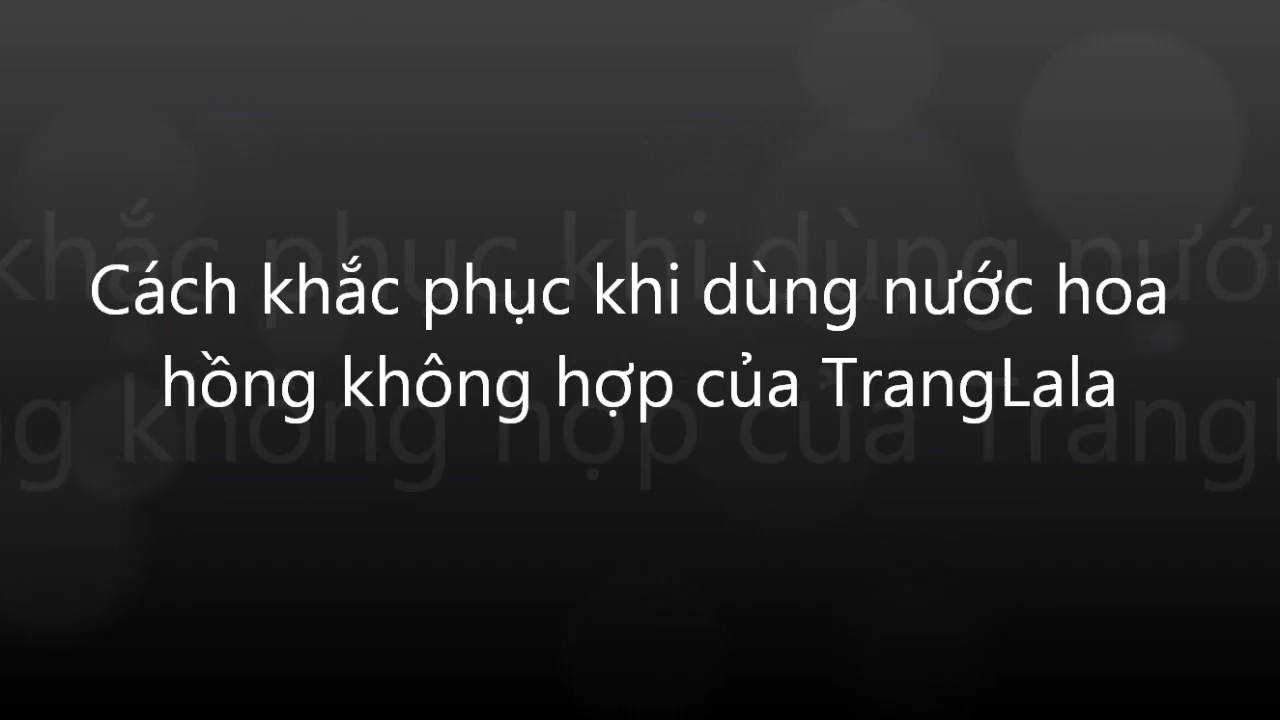 Cách khắc phục khi dùng nước hoa
hồng không hợp của TrangLala